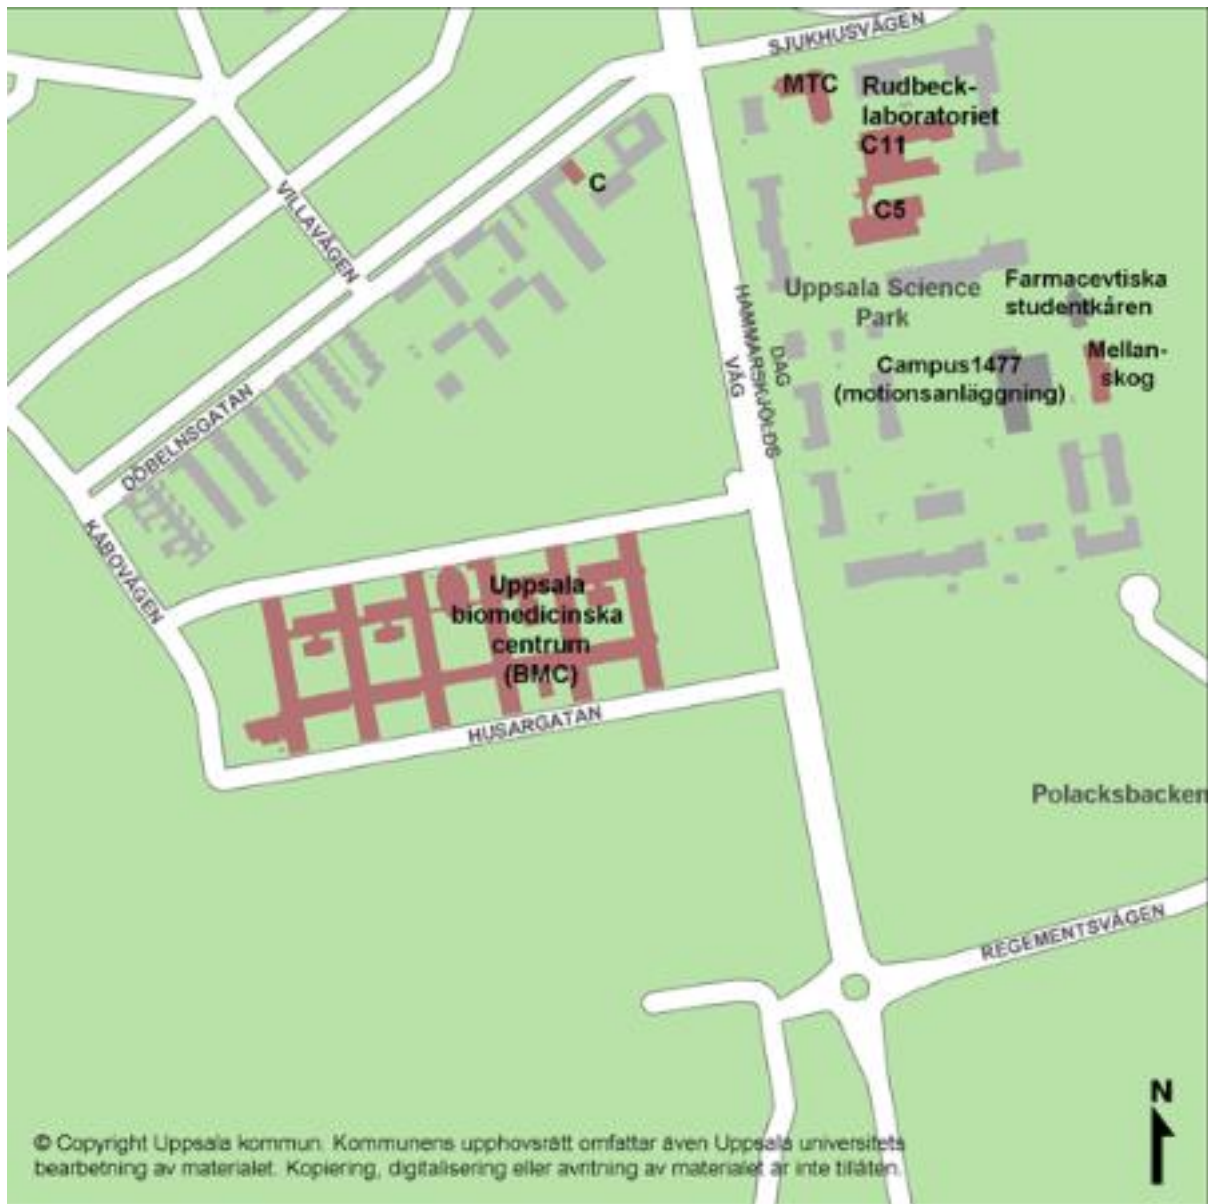 SJUKHUSVÄGEN
MTC
Rudbeck-
laboratoriet
C11
C
C5
VILLAVÄGEN
Uppsala Science
Park
Farmacevtiska
studentkåren
DAG
HAMMARSKJÖLDS
VÄG
Campus1477
(motionsanläggning)
Mellan-
skog
DÖBELNSGATAN
KÅBOVÄGEN
Uppsala
biomedicinska
centrum
(BMC)
HUSARGATAN
Polacksbacken
REGEMENTSVÄGEN
N
© Copyright Uppsala kommun. Kommunens upphovsrätt omfattar även Uppsala universitets
bearbetning av materialet. Kopiering, digitalisering eller avritning av materialet är inte tillåten.